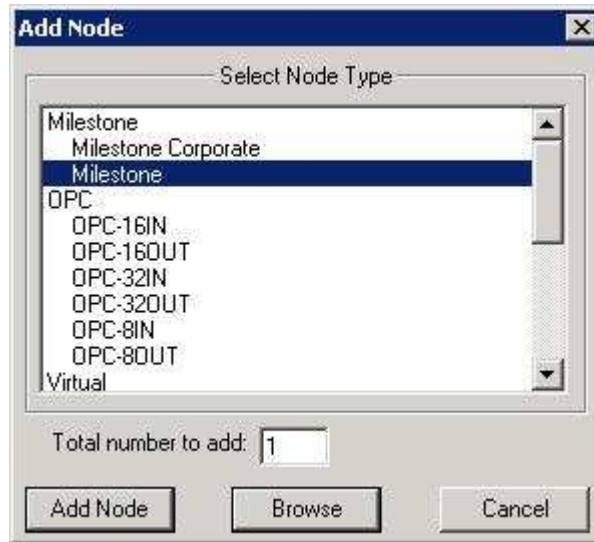 Add Node
Select Node Type
Milestone
Milestone Corporate
Milestone
OPC
OPC-16IN
OPC-16OUT
OPC-32IN
OPC-32OUT
OPC-8IN
OPC-8OUT
Virtual
Total number to add: 1
Add Node Browse Cancel